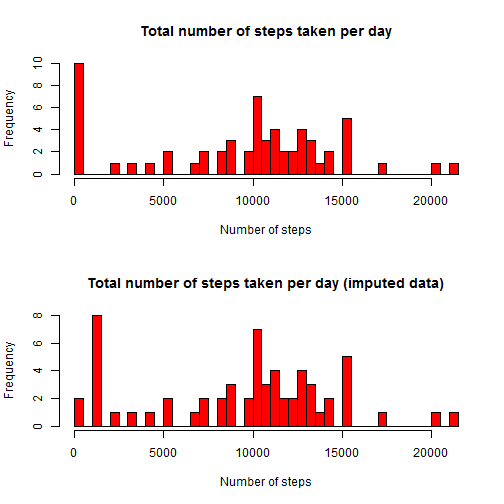 Total number of steps taken per day
Frequency
10
8
6
4
2
0
0 5000 10000 15000 20000
Number of steps
Total number of steps taken per day (imputed data)
Frequency
8
6
4
2
0
0 5000 10000 15000 20000
Number of steps